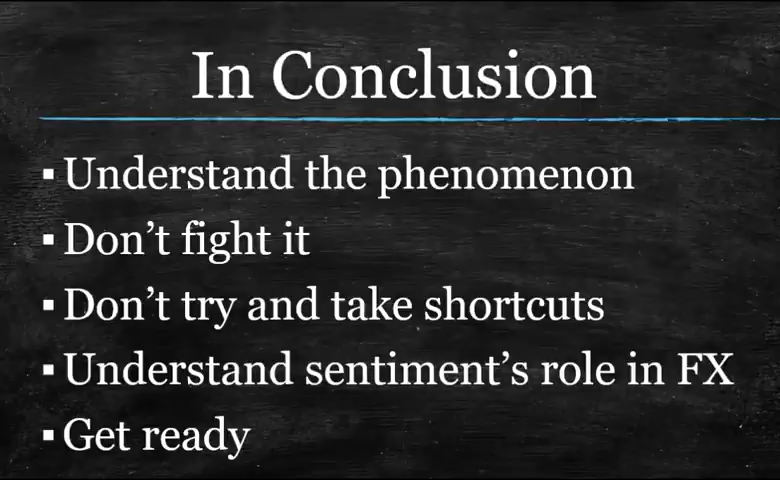 In Conclusion
▪ Understand the phenomenon
▪ Don’t fight it
▪ Don’t try and take shortcuts
▪ Understand sentiment’s role in FX
▪ Get ready